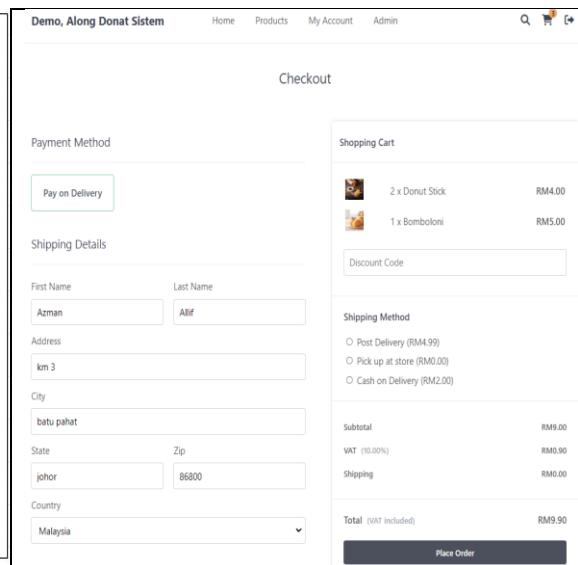 Demo, Along Donat Sistem Home Products My Account Admin
Checkout
Payment Method
Pay on Delivery
Shipping Details
First Name Last Name
Azman Allif
Address
km 3
City
batu pahat
State Zip
johor 86800
Country
Malaysia
Shopping Cart
2 x Donut Stick RM4.00
1 x Bomboloni RM5.00
Discount Code
Shipping Method
Post Delivery (RM4.99)
Pick up at store (RM0.00)
Cash on Delivery (RM2.00)
Subtotal RM9.00
VAT (10.00%) RM0.90
Shipping RM0.00
Total (VAT included) RM9.90
Place Order